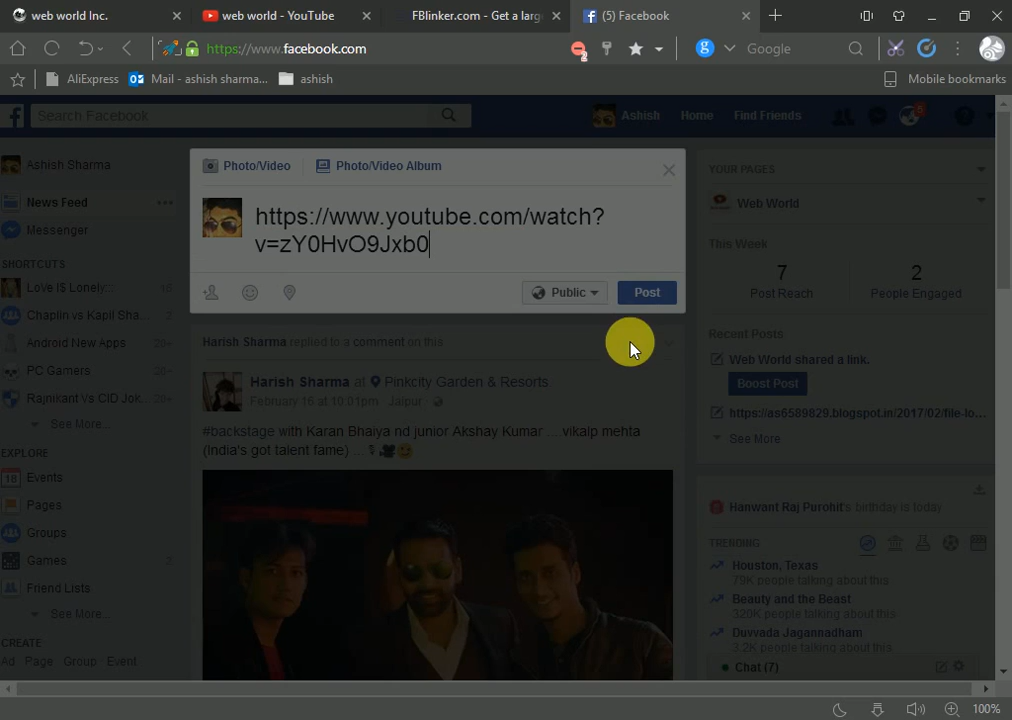 web world Inc.
web world - YouTube
FBlinker.com - Get a larg
(5) Facebook
https://www.facebook.com
Google
AliExpress
Mail - ashish sharma...
ashish
Mobile bookmarks
Search Facebook
Ashish
Home
Find Friends
Ashish Sharma
News Feed
Messenger
SHORTCUTS
Love I$ Lonely:::
16
Chaplin vs Kapil Sha...
20+
Android New Apps
20+
PC Gamers
20+
Rajnikant Vs CID Jok...
20+
See More...
EXPLORE
Events
Pages
Groups
Games
2
Friend Lists
See More...
CREATE
Ad Page Group Event
Photo/Video
Photo/Video Album
https://www.youtube.com/watch?
v=zY0HvO9Jxb0
Public
Post
Harish Sharma replied to a comment on this
Harish Sharma at Pinkcity Garden & Resorts
February 16 at 10:01pm · Jaipur ·
#backstage with Karan Bhaiya nd junior Akshay Kumar ....vikalp mehta
(India's got talent fame) ...
YOUR PAGES
Web World
This Week
7
Post Reach
2
People Engaged
Recent Posts
Web World shared a link.
Boost Post
https://as6589829.blogspot.in/2017/02/file-lo...
See More
Hanwant Raj Purohit's birthday is today
TRENDING
Houston, Texas
79K people talking about this
Beauty and the Beast
320K people talking about this
Duvvada Jagannadham
3.2K people talking about this
Chat (7)
100%